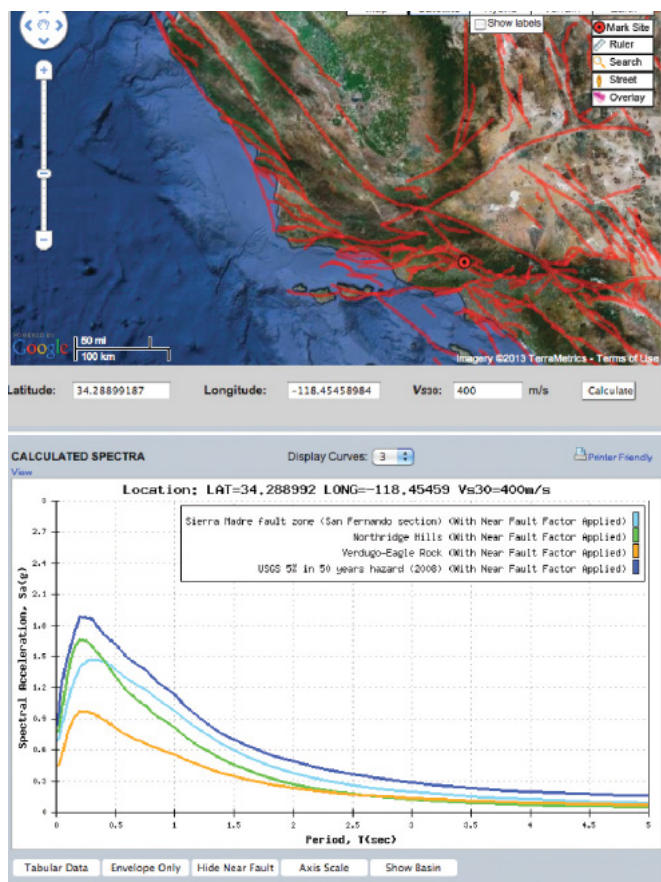 Show labels
Mark Site
Ruler
Search
Street
Overlay
50 mi
100 km
POWERED BY
Google
Imagery ©2013 TerraMetrics - Terms of Use
Latitude: 34.28899187 Longitude: -118.45458984 Vs30: 400 m/s Calculate
CALCULATED SPECTRA Display Curves: 3 Printer Friendly
View
Location: LAT=34.288992 LONG=-118.45459 Vs30=400m/s
Sierra Madre fault zone (San Fernando section) (With Near Fault Factor Applied)
Northridge Hills (With Near Fault Factor Applied)
Verdugo-Eagle Rock (With Near Fault Factor Applied)
USGS 5% in 50 years hazard (2008) (With Near Fault Factor Applied)
Spectral Acceleration, Sa(g)
3
2.7
2.4
2.1
1.8
1.5
1.2
0.9
0.6
0.3
0
0 0.5 1 1.5 2 2.5 3 3.5 4 4.5 5
Period, T(sec)
Tabular Data Envelope Only Hide Near Fault Axis Scale Show Basin